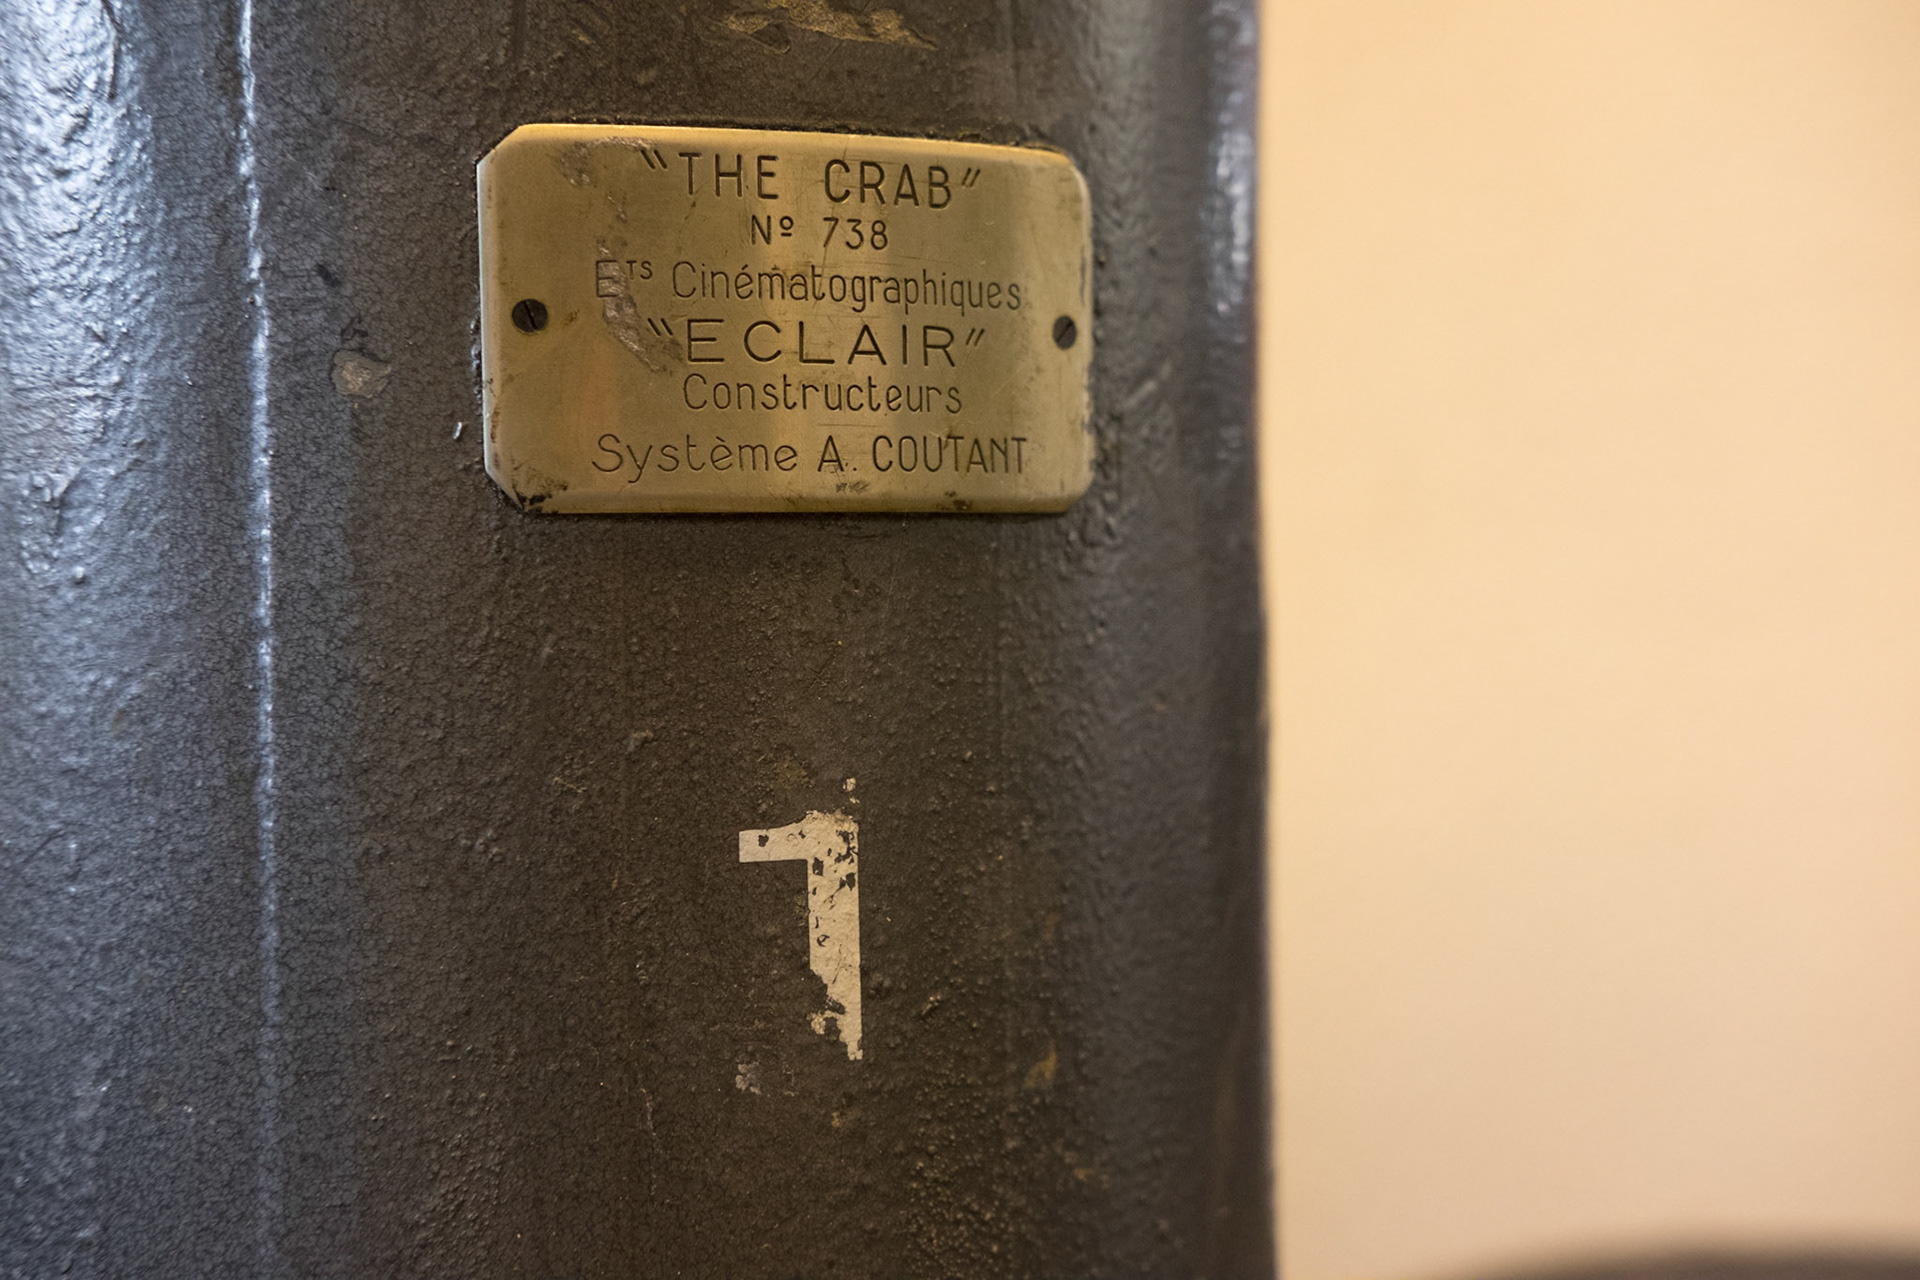 "THE CRAB"
Nº 738
Eᵀˢ Cinématographiques
"ECLAIR"
Constructeurs
Système A. COUTANT
1